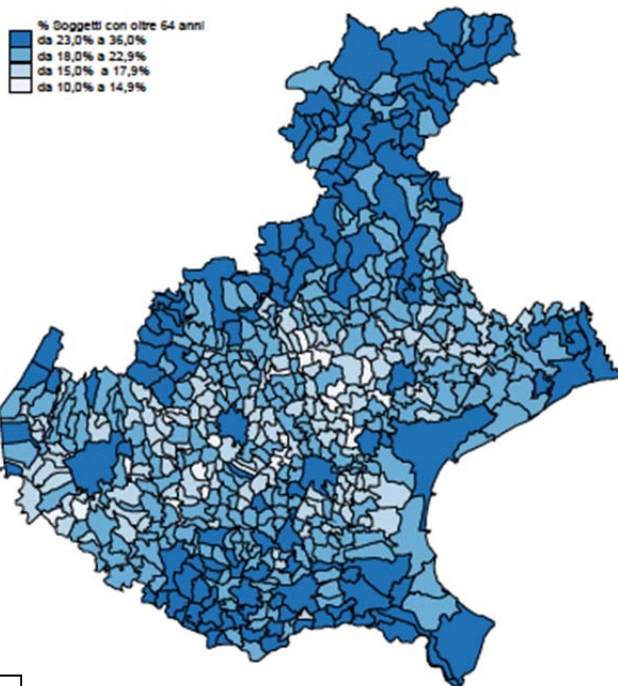 % Soggetti con oltre 64 anni
da 23,0% a 36,0%
da 18,0% a 22,9%
da 15,0% a 17,9%
da 10,0% a 14,9%